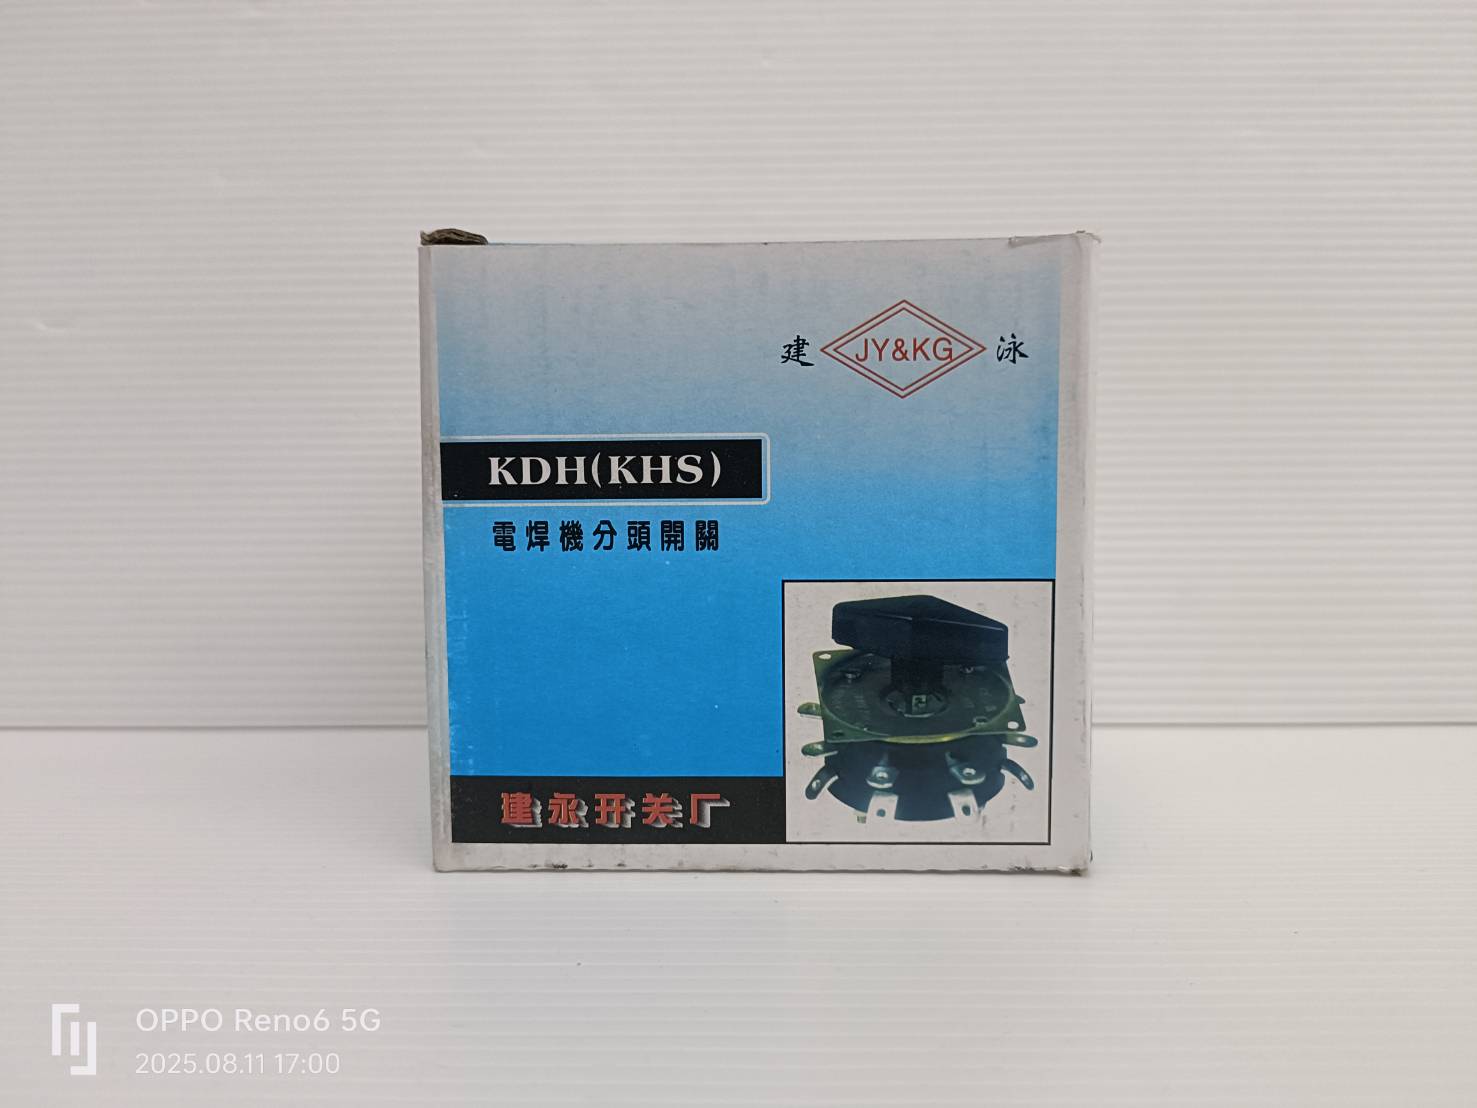 建 JY&KG 泳
KDH(KHS)
電焊機分頭開關
建永开关厂
OPPO Reno6 5G
2025.08.11 17:00